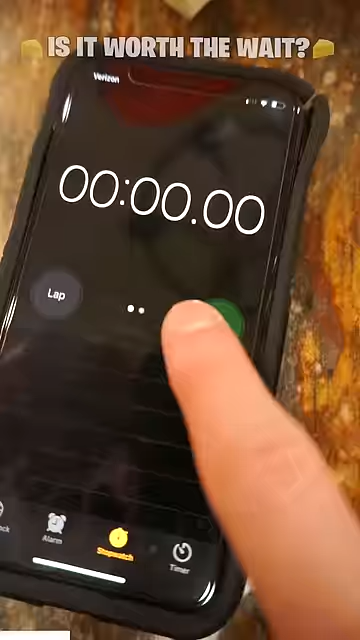 IS IT WORTH THE WAIT?
Verizon
00:00.00
Lap
Alarm
Stopwatch
Timer